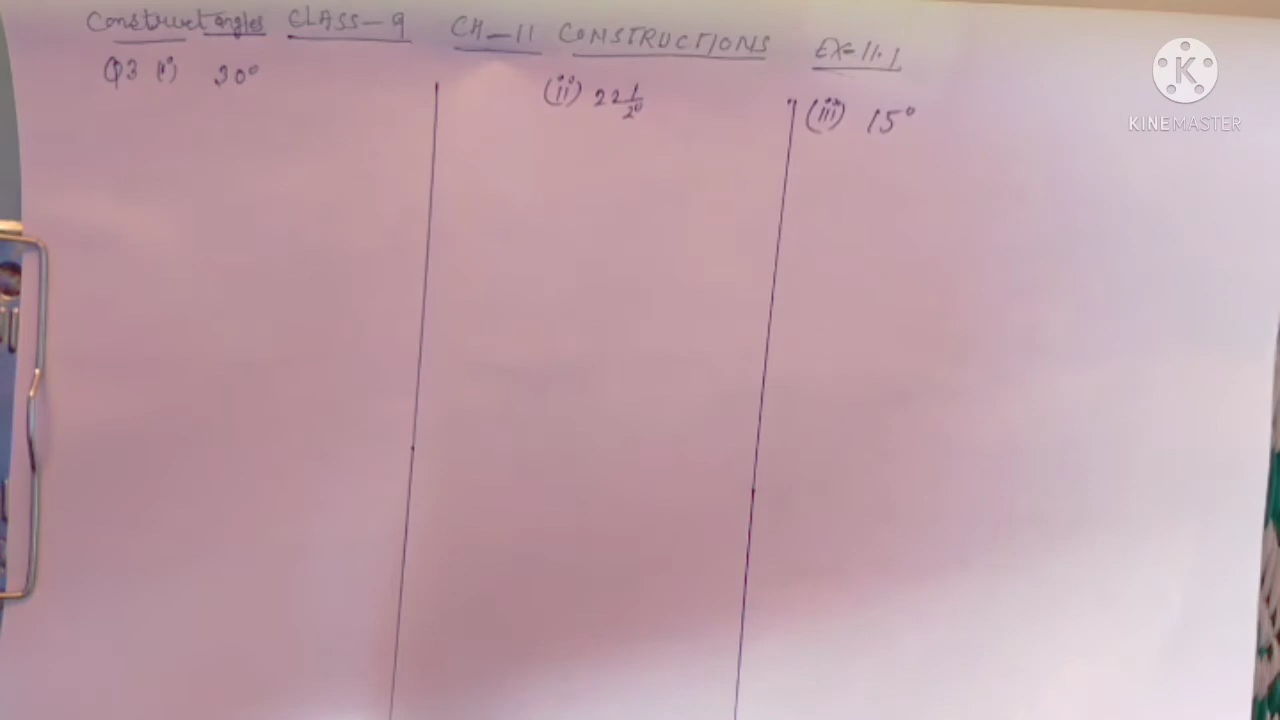 Construct angles CLASS-9 CH-11 CONSTRUCTIONS EX-11.1
Q3 (i) 30° (ii) 22 1/2° (iii) 15°
K
KINEMASTER